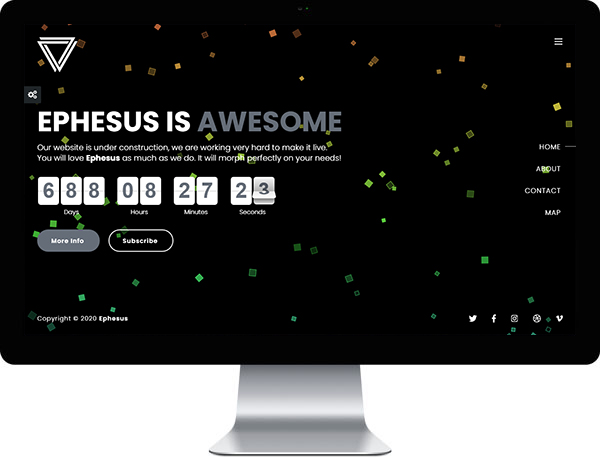 EPHESUS IS AWESOME
Our website is under construction, we are working very hard to make it live.
You will love Ephesus as much as we do. It will morph perfectly on your needs!
688 08 27 23
Days Hours Minutes Seconds
More Info Subscribe
HOME
ABOUT
CONTACT
MAP
Copyright © 2020 Ephesus